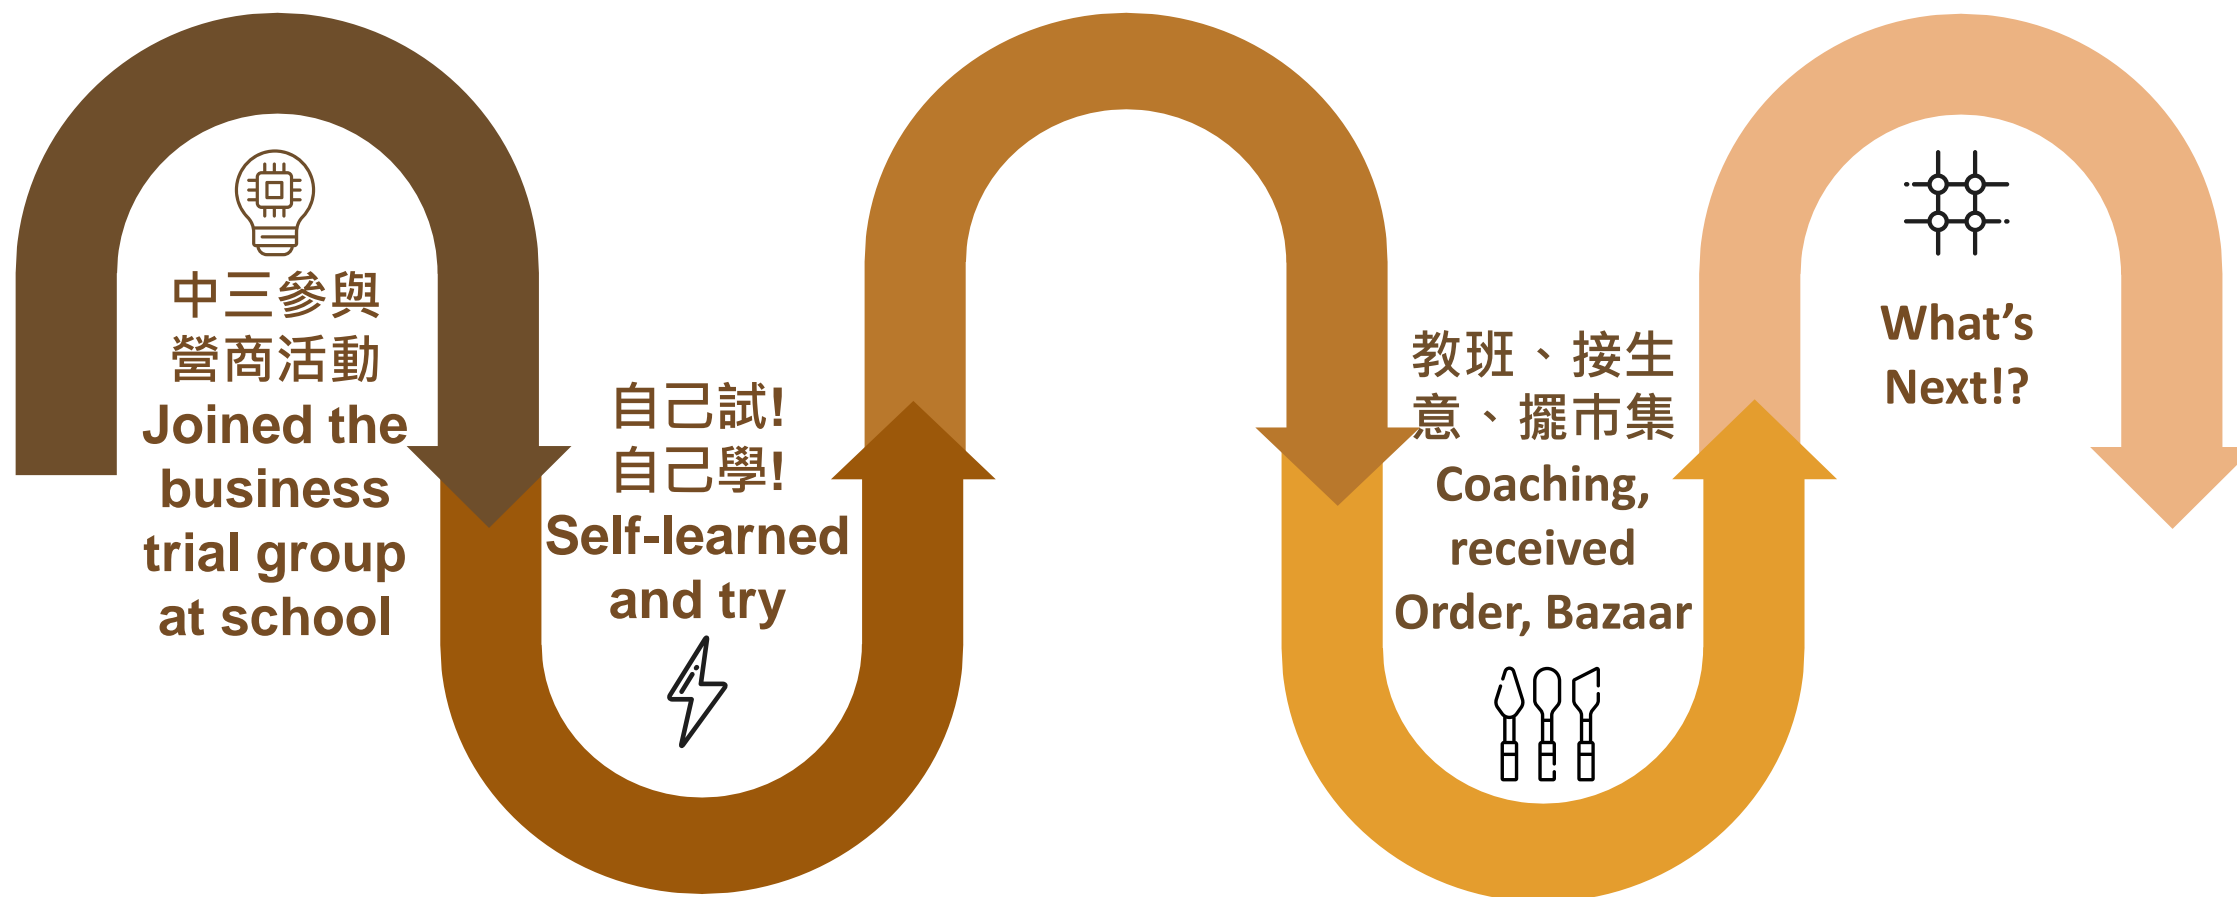 中三參與
營商活動
Joined the
business
trial group
at school
自己試!
自己學!
Self-learned
and try
教班、接生
意、擺市集
Coaching,
received
Order, Bazaar
What’s
Next!?